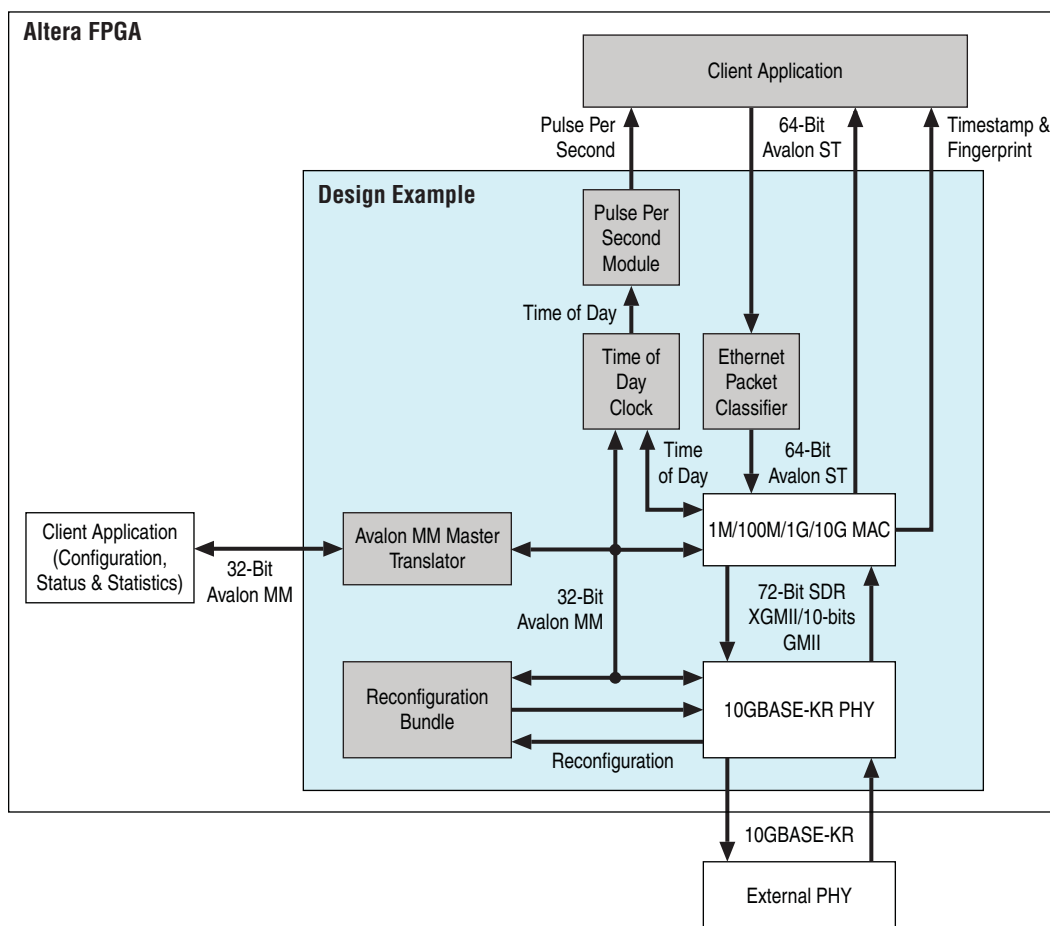 Altera FPGA
Client Application
Pulse Per
Second
64-Bit
Avalon ST
Timestamp &
Fingerprint
Design Example
Pulse Per
Second
Module
Time of Day
Time of
Day
Clock
Ethernet
Packet
Classifier
Time
of Day
64-Bit
Avalon ST
Client Application
(Configuration,
Status & Statistics)
32-Bit
Avalon MM
Avalon MM Master
Translator
1M/100M/1G/10G MAC
32-Bit
Avalon MM
72-Bit SDR
XGMII/10-bits
GMII
Reconfiguration
Bundle
10GBASE-KR PHY
Reconfiguration
10GBASE-KR
External PHY